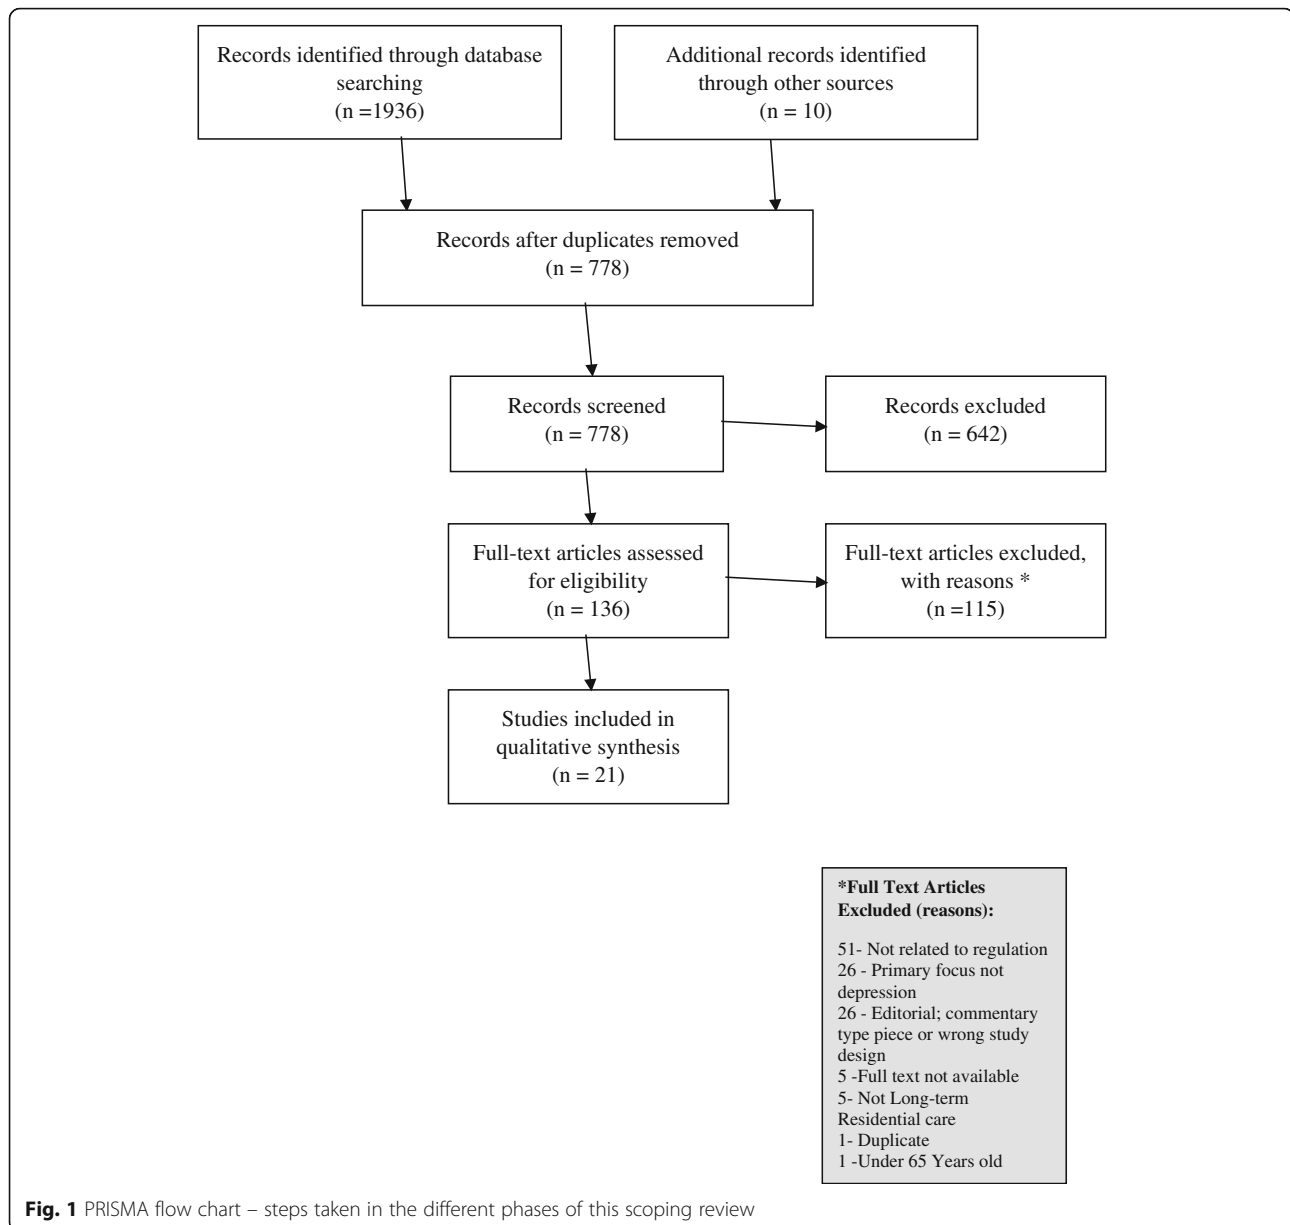 Records identified through database
searching
(n =1936)
Additional records identified
through other sources
(n = 10)
Records after duplicates removed
(n = 778)
Records screened
(n = 778)
Records excluded
(n = 642)
Full-text articles assessed
for eligibility
(n = 136)
Full-text articles excluded,
with reasons *
(n =115)
Studies included in
qualitative synthesis
(n = 21)
*Full Text Articles
Excluded (reasons):
51- Not related to regulation
26 - Primary focus not
depression
26 - Editorial; commentary
type piece or wrong study
design
5 -Full text not available
5- Not Long-term
Residential care
1- Duplicate
1 -Under 65 Years old
Fig. 1 PRISMA flow chart – steps taken in the different phases of this scoping review